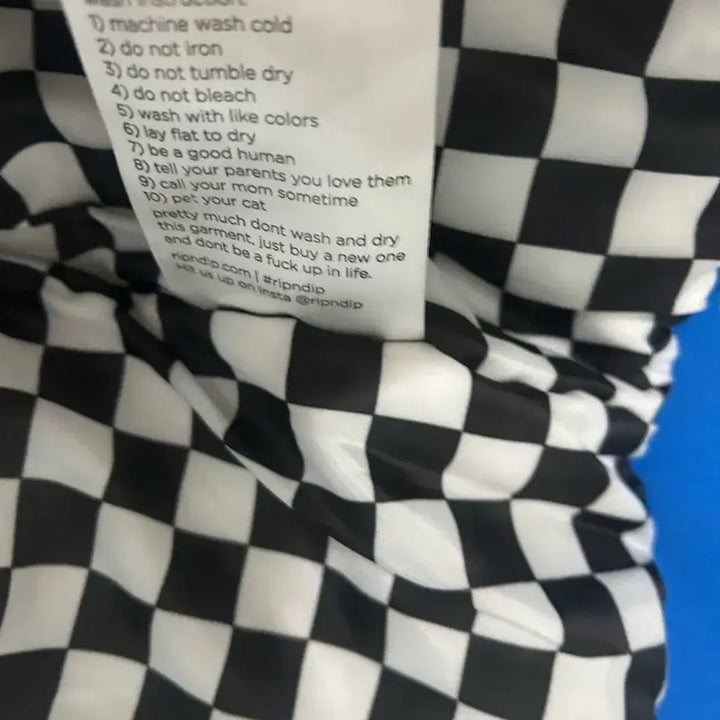 wash instruction:
1) machine wash cold
2) do not iron
3) do not tumble dry
4) do not bleach
5) wash with like colors
6) lay flat to dry
7) be a good human
8) tell your parents you love them
9) call your mom sometime
10) pet your cat
pretty much dont wash and dry
this garment, just buy a new one
and dont be a fuck up in life.
ripndip.com | #ripndip
Hit us up on insta @ripndip